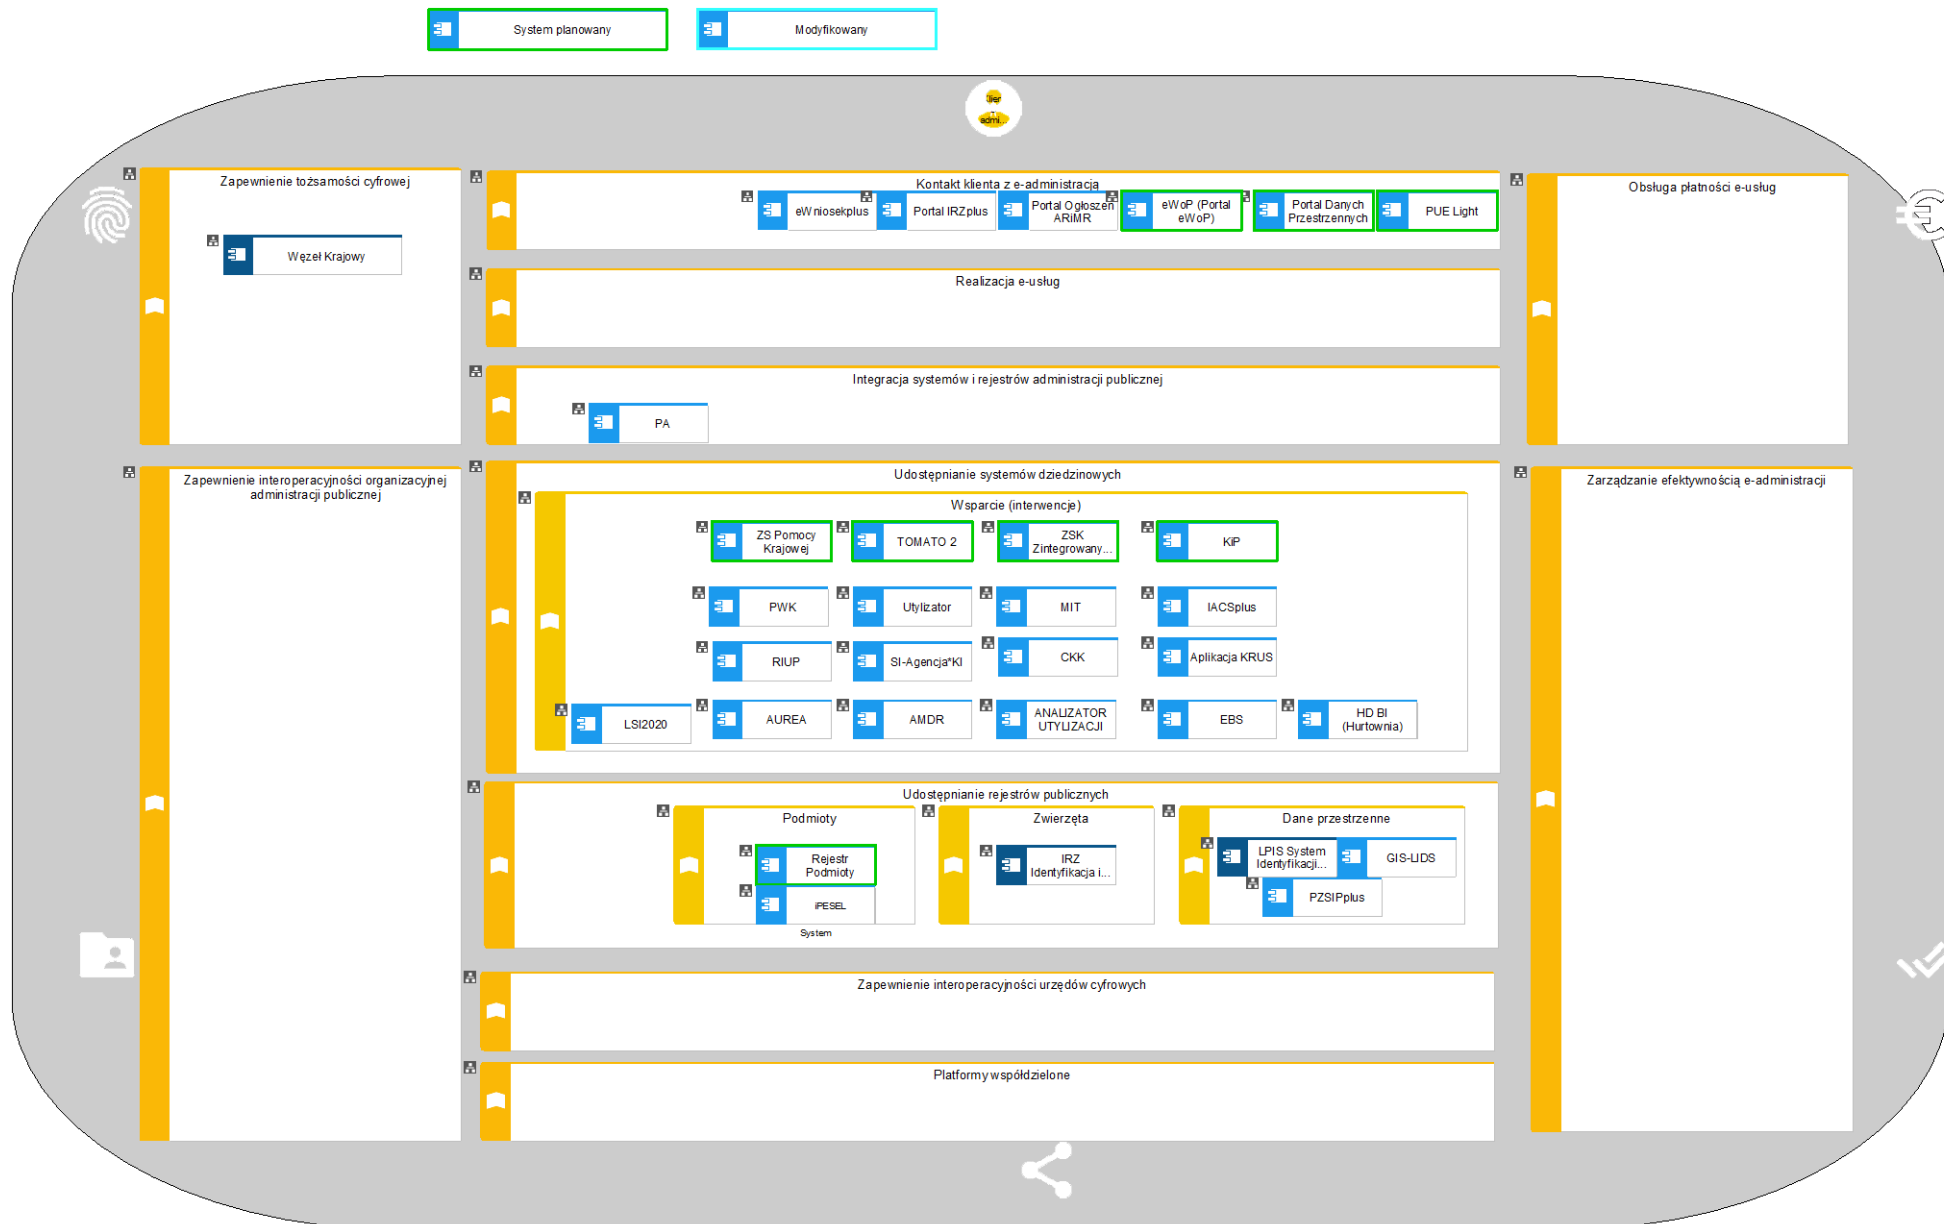 System planowany
Modyfikowany
admi...
Zapewnienie tożsamości cyfrowej
Węzeł Krajowy
Kontakt klienta z e-administracją
eWniosekplus
Portal IRZplus
Portal Ogłoszeń
ARiMR
eWoP (Portal
eWoP)
Portal Danych
Przestrzennych
PUE Light
Obsługa płatności e-usług
Realizacja e-usług
Integracja systemów i rejestrów administracji publicznej
PA
Zapewnienie interoperacyjności organizacyjnej
administracji publicznej
Udostępnianie systemów dziedzinowych
Wsparcie (interwencje)
ZS Pomocy
Krajowej
TOMATO 2
ZSK
Zintegrowany...
KiP
PWK
Utylizator
MIT
IACSplus
RIUP
SI-Agencja*KI
CKK
Aplikacja KRUS
LSI2020
AUREA
AMDR
ANALIZATOR
UTYLIZACJI
EBS
HD BI
(Hurtownia)
Zarządzanie efektywnością e-administracji
Udostępnianie rejestrów publicznych
Podmioty
Rejestr
Podmioty
iPESEL
System
Zwierzęta
IRZ
Identyfikacja i...
Dane przestrzenne
LPIS System
Identyfikacji...
GIS-LIDS
PZSIPplus
Zapewnienie interoperacyjności urzędów cyfrowych
Platformy współdzielone